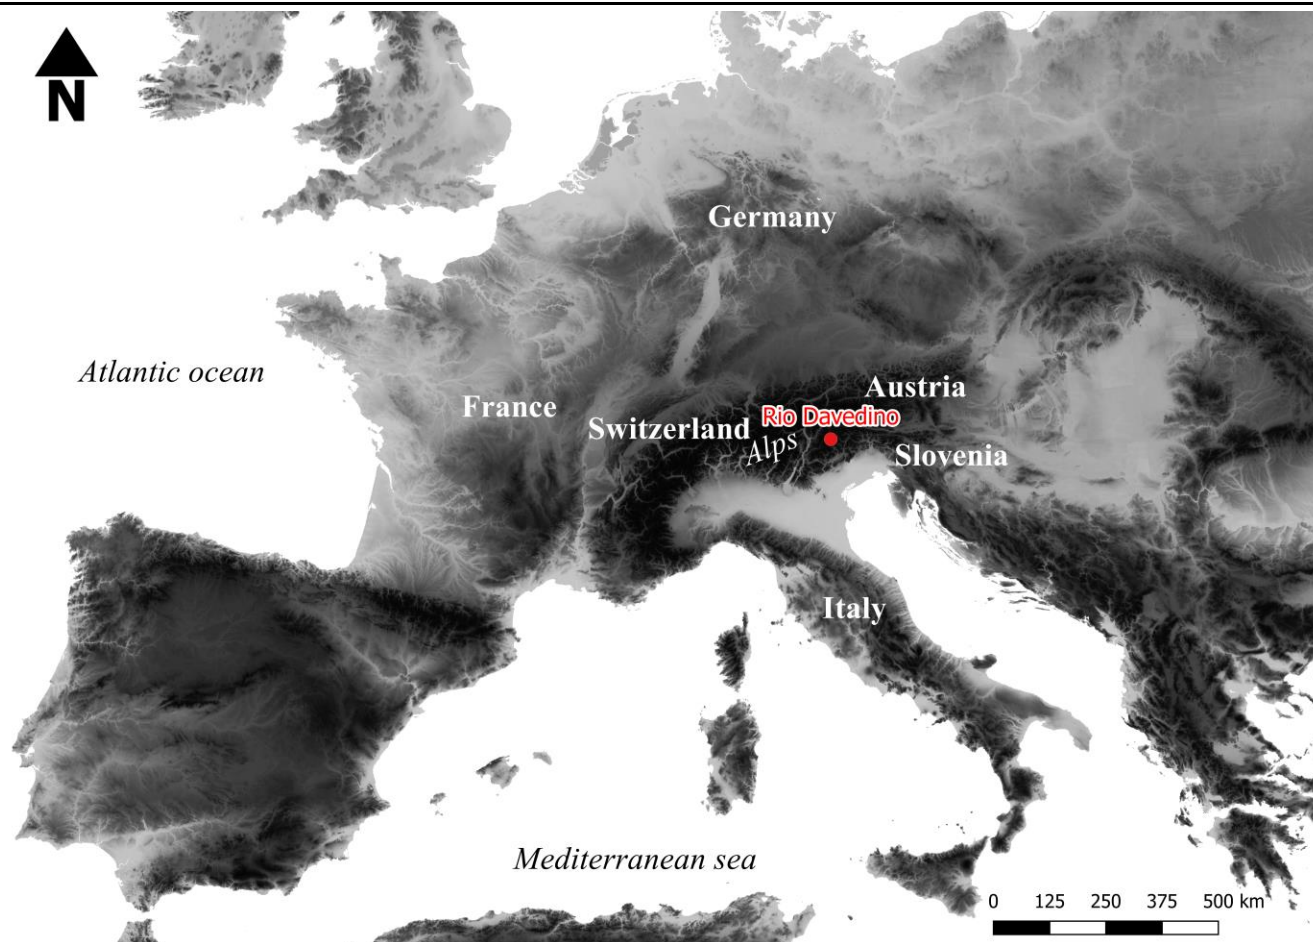 N
Germany
Atlantic ocean
Austria
France
Rio Davedino
Switzerland
Alps
Slovenia
Italy
Mediterranean sea
0 125 250 375 500 km